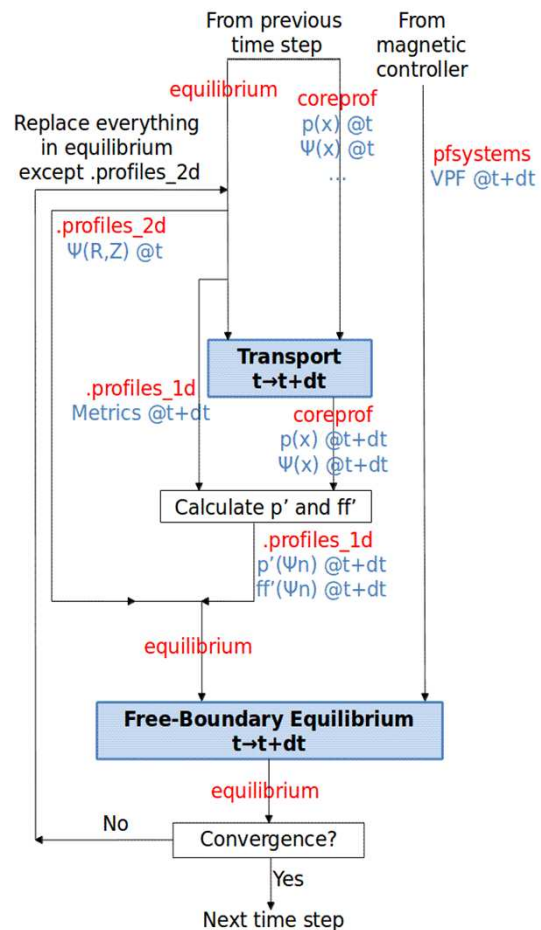 From previous
time step
From
magnetic
controller
equilibrium
coreprof
p(x) @t
Ψ(x) @t
...
Replace everything
in equilibrium
except .profiles_2d
pfsystems
VPF @t+dt
.profiles_2d
Ψ(R,Z) @t
Transport
t→t+dt
.profiles_1d
Metrics @t+dt
coreprof
p(x) @t+dt
Ψ(x) @t+dt
Calculate p’ and ff’
.profiles_1d
p’(Ψn) @t+dt
ff’(Ψn) @t+dt
equilibrium
Free-Boundary Equilibrium
t→t+dt
equilibrium
No
Convergence?
Yes
Next time step